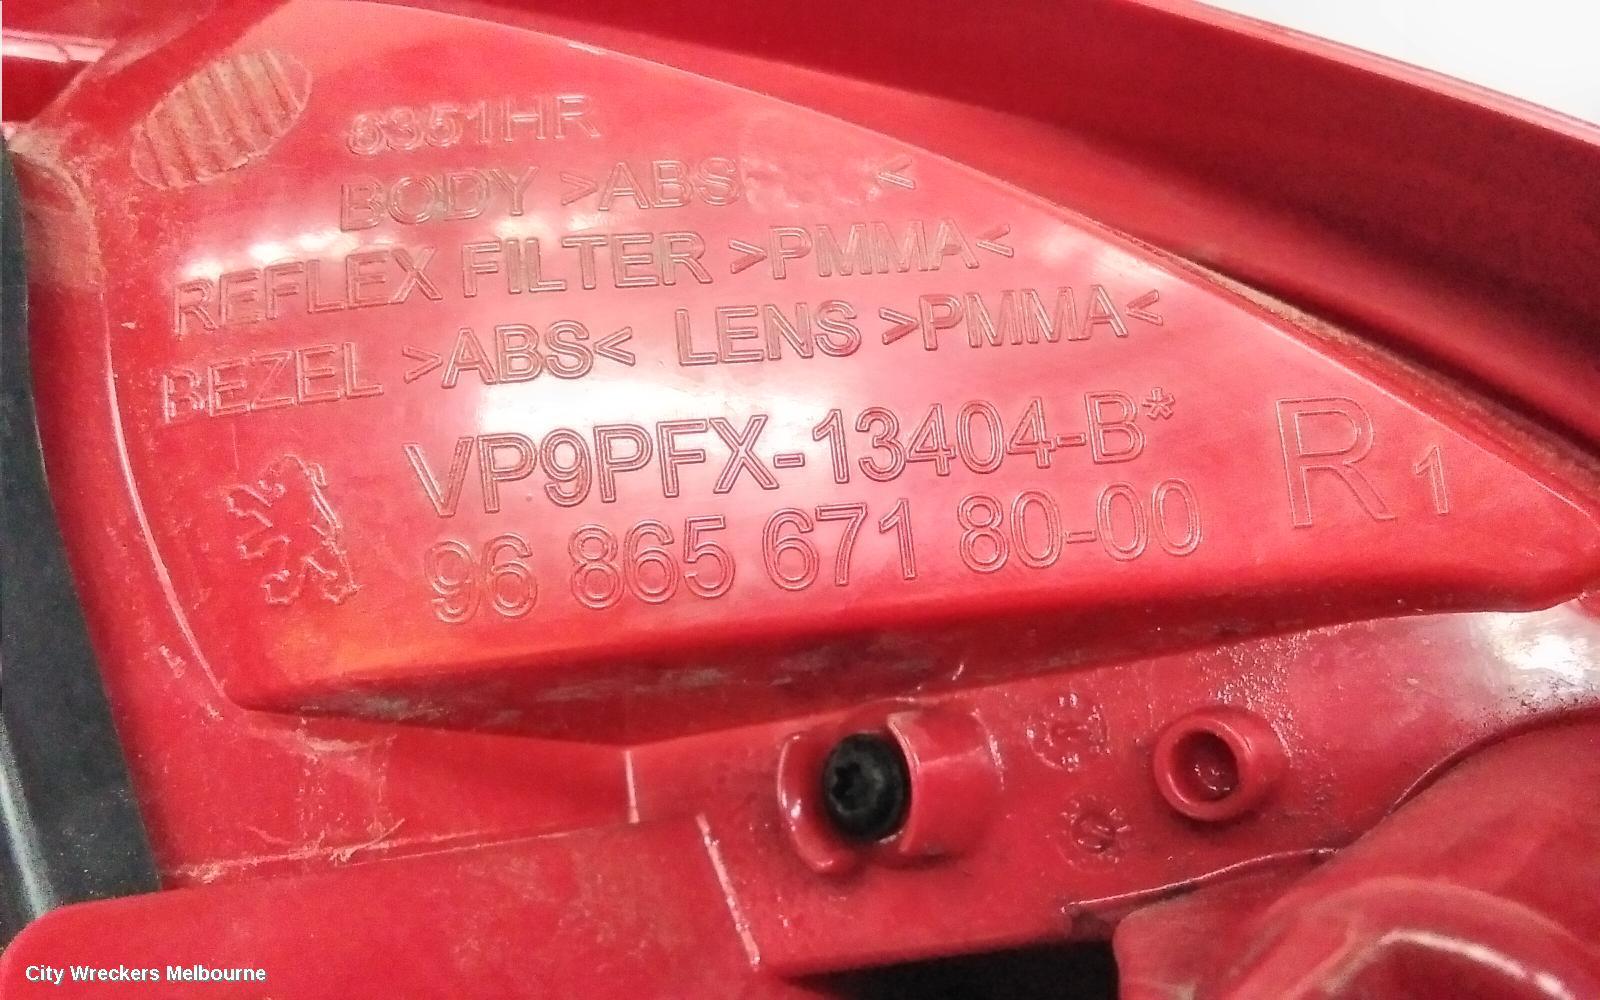 6351HR
BODY >ABS <
REFLEX FILTER >PMMA<
BEZEL >ABS< LENS >PMMA<
VP9PFX-13404-B*
96 865 671 80-00
R1
City Wreckers Melbourne